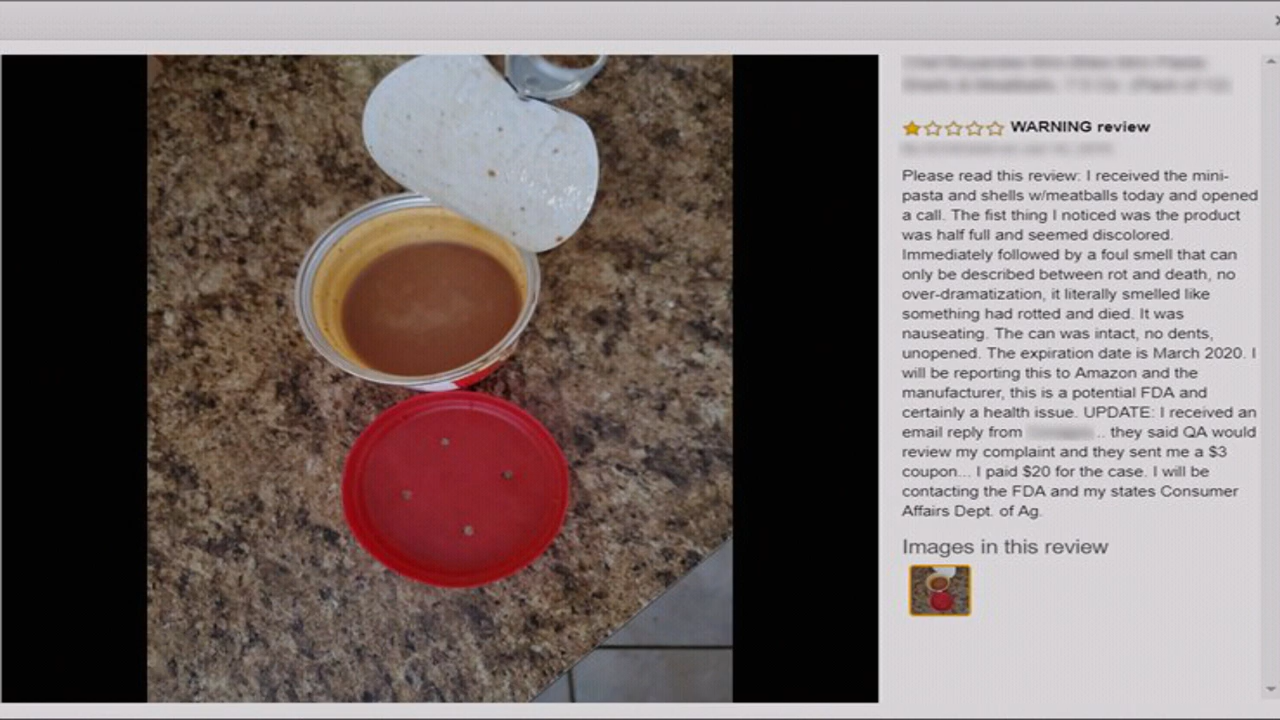 WARNING review
Please read this review: I received the mini-
pasta and shells w/meatballs today and opened
a call. The fist thing I noticed was the product
was half full and seemed discolored.
Immediately followed by a foul smell that can
only be described between rot and death, no
over-dramatization, it literally smelled like
something had rotted and died. It was
nauseating. The can was intact, no dents,
unopened. The expiration date is March 2020. I
will be reporting this to Amazon and the
manufacturer, this is a potential FDA and
certainly a health issue. UPDATE: I received an
email reply from .. they said QA would
review my complaint and they sent me a $3
coupon... I paid $20 for the case. I will be
contacting the FDA and my states Consumer
Affairs Dept. of Ag.
Images in this review